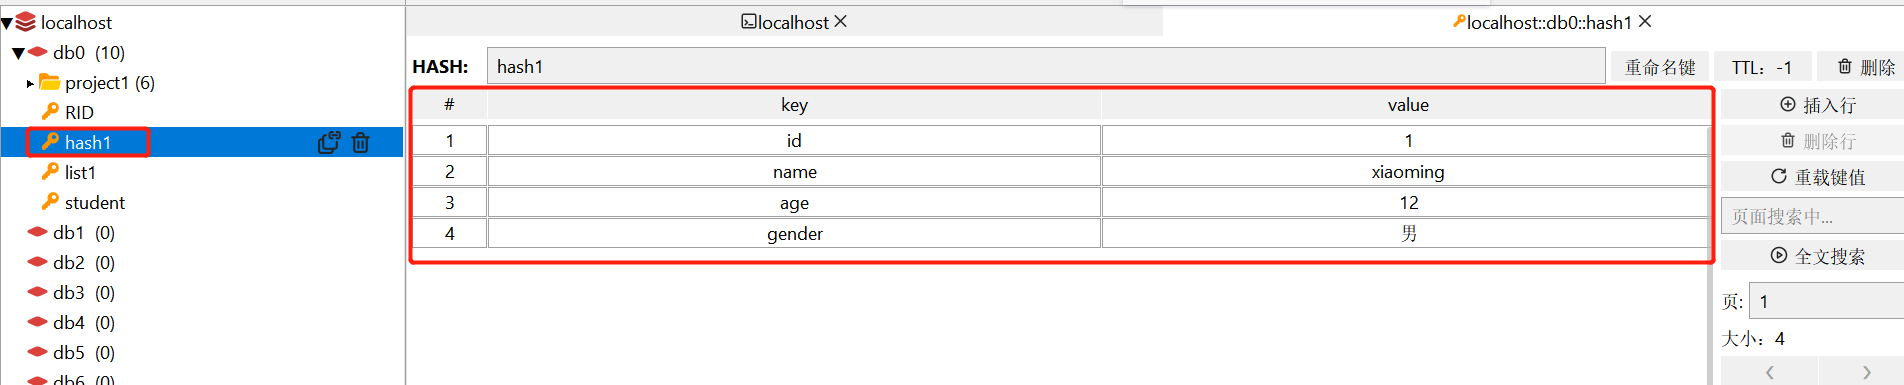 localhost
db0 (10)
project1 (6)
RID
hash1
list1
student
db1 (0)
db2 (0)
db3 (0)
db4 (0)
db5 (0)
db6 (0)
localhost
localhost::db0::hash1
HASH: hash1 重命名键 TTL: -1 删除
# key value
1 id 1
2 name xiaoming
3 age 12
4 gender 男
插入行
删除行
重载键值
页面搜索中...
全文搜索
页: 1
大小: 4